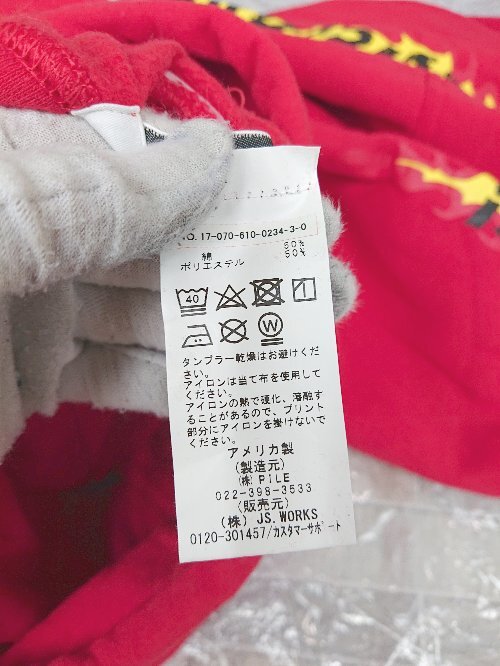 NO. 17-070-610-0234-3-0
綿 50%
ポリエステル 50%
40
W
タンブラー乾燥はお避けくだ
さい。
アイロンは当て布を使用して
ください。
アイロンの熱で硬化、溶融す
ることがあるので、プリント
部分にアイロンを掛けないで
ください。
アメリカ製
(製造元)
(株) PILE
022-398-3533
(販売元)
(株) JS.WORKS
0120-301457/カスタマーサポート